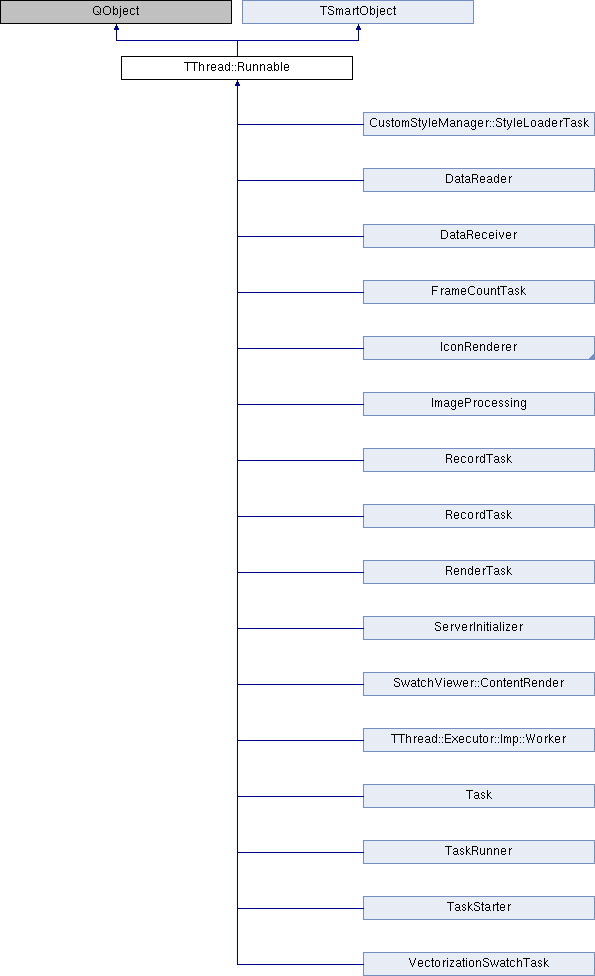 QObject
TSmartObject
TThread::Runnable
CustomStyleManager::StyleLoaderTask
DataReader
DataReceiver
FrameCountTask
IconRenderer
ImageProcessing
RecordTask
RecordTask
RenderTask
ServerInitializer
SwatchViewer::ContentRender
TThread::Executor::Imp::Worker
Task
TaskRunner
TaskStarter
VectorizationSwatchTask